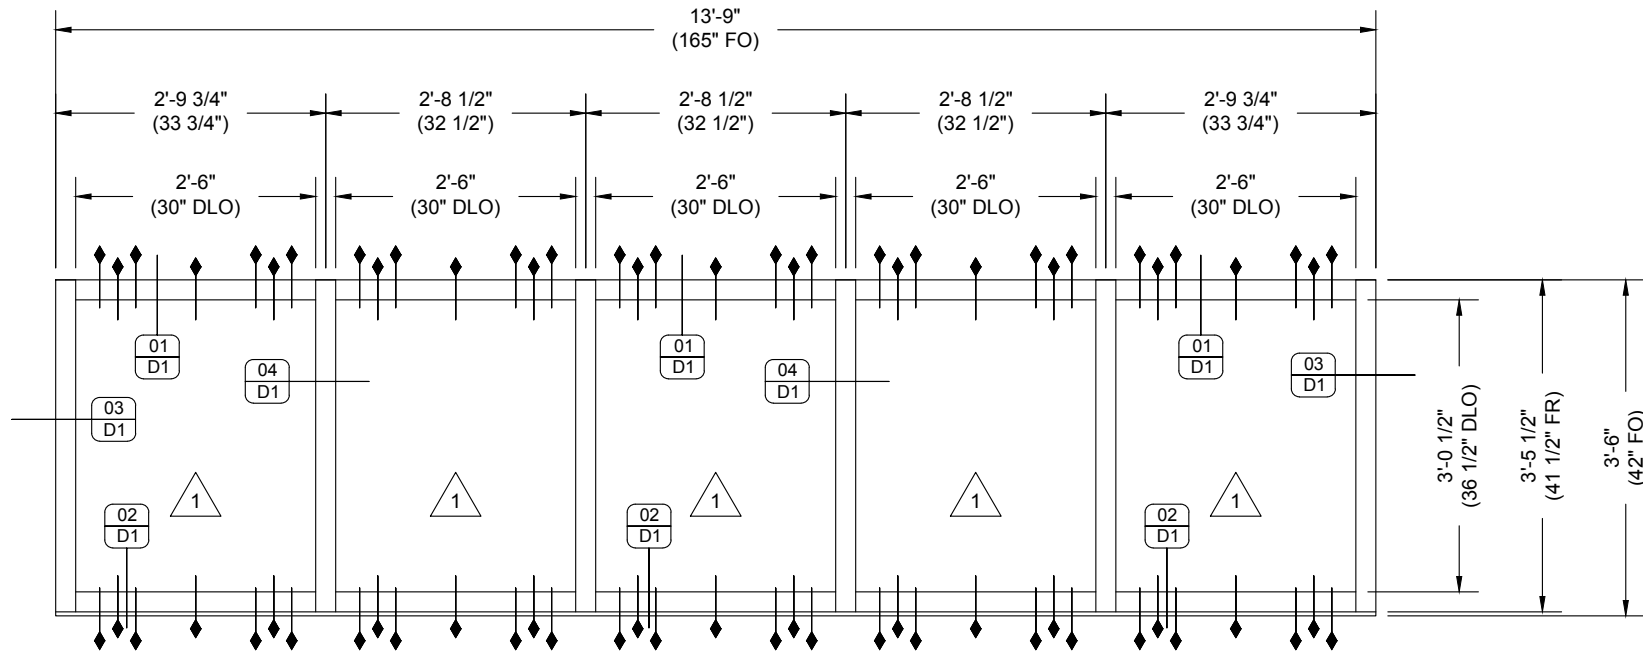 13'-9"
(165" FO)
2'-9 3/4"
(33 3/4")
2'-8 1/2"
(32 1/2")
2'-8 1/2"
(32 1/2")
2'-8 1/2"
(32 1/2")
2'-9 3/4"
(33 3/4")
2'-6"
(30" DLO)
2'-6"
(30" DLO)
2'-6"
(30" DLO)
2'-6"
(30" DLO)
2'-6"
(30" DLO)
01
D1
01
D1
01
D1
04
D1
04
D1
03
D1
03
D1
3'-0 1/2"
(36 1/2" DLO)
3'-5 1/2"
(41 1/2" FR)
3'-6"
(42" FO)
1
1
1
1
1
02
D1
02
D1
02
D1